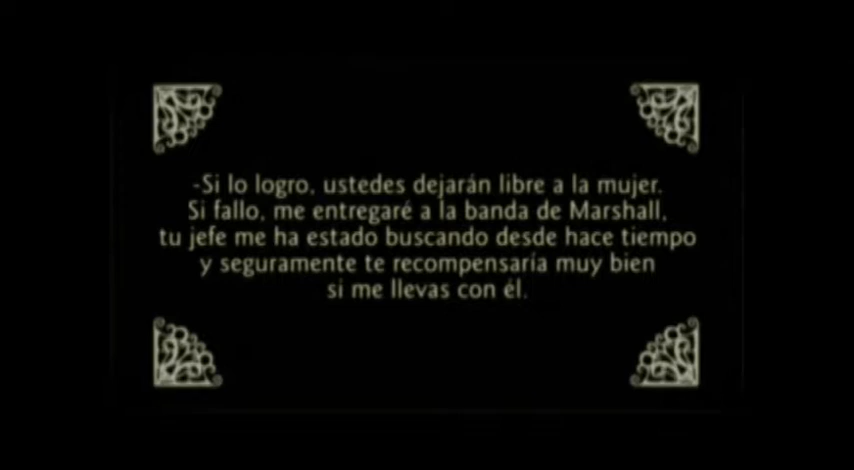 -Si lo logro, ustedes dejarán libre a la mujer.
Si fallo, me entregaré a la banda de Marshall,
tu jefe me ha estado buscando desde hace tiempo
y seguramente te recompensaría muy bien
si me llevas con él.